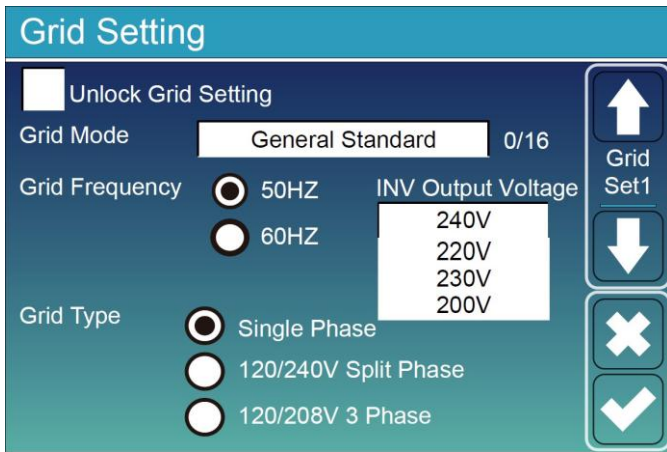 Grid Setting
Unlock Grid Setting
Grid Mode General Standard 0/16
Grid Frequency 50HZ INV Output Voltage
60HZ 240V
220V
230V
200V
Grid Type Single Phase
120/240V Split Phase
120/208V 3 Phase
Grid
Set1